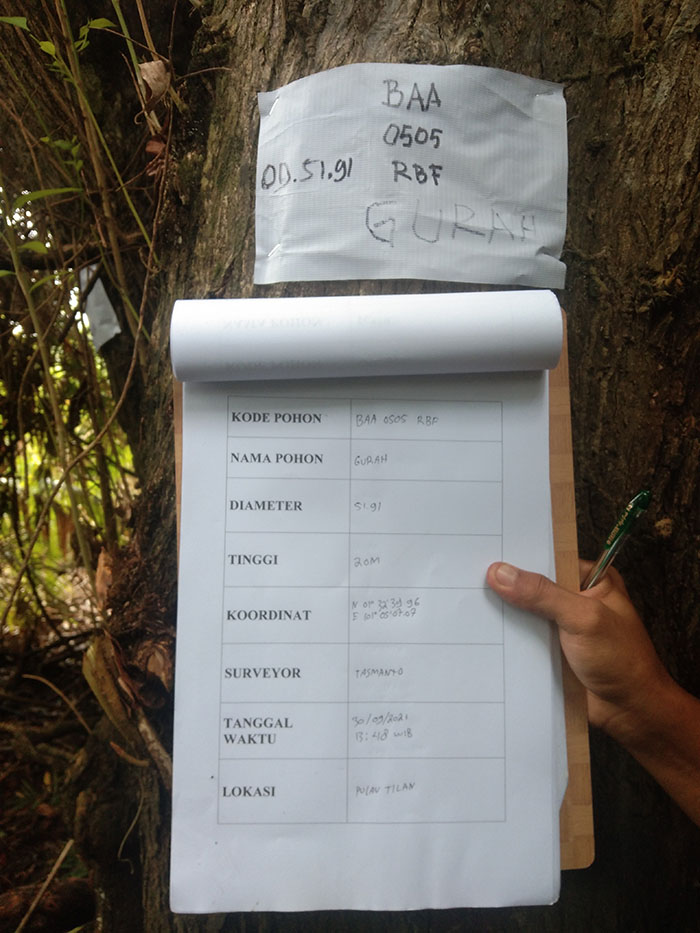 BAA
0505
DD.51.91 RBF
GURAH
KODE POHON BAA 0505 RBF
NAMA POHON GURAH
DIAMETER 51.91
TINGGI 20M
KOORDINAT N 01° 32' 39 96
E 101° 05' 07 07
SURVEYOR TASMANTO
TANGGAL WAKTU 30/09/2021
13:48 WIB
LOKASI PULAU TILAN